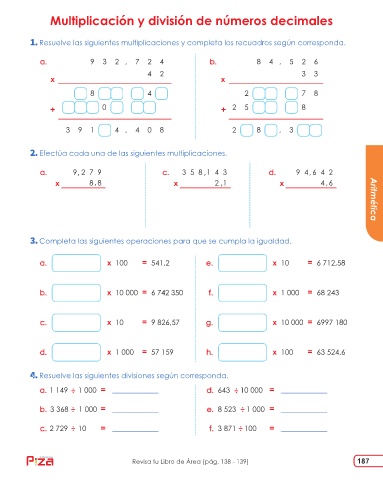 Multiplicación y división de números decimales
1. Resuelve las siguientes multiplicaciones y completa los recuadros según corresponda.
a. 9 3 2 , 7 2 4
x 4 2
8 4
+ 0
3 9 1 4 , 4 0 8
b. 8 4 , 5 2 6
x 3 3
2 7 8
+ 2 5 8
2 8 , 3
2. Efectúa cada una de las siguientes multiplicaciones.
a. 9,2 7 9
x 8,8
c. 3 5 8,1 4 3
x 2,1
d. 9 4,6 4 2
x 4,6
Aritmética
3. Completa las siguientes operaciones para que se cumpla la igualdad.
a. x 100 = 541,2
e. x 10 = 6 712,58
b. x 10 000 = 6 742 350
f. x 1 000 = 68 243
c. x 10 = 9 826,57
g. x 10 000 = 6997 180
d. x 1 000 = 57 159
h. x 100 = 63 524,6
4. Resuelve las siguientes divisiones según corresponda.
a. 1 149 ÷ 1 000 =
d. 643 ÷ 10 000 =
b. 3 368 ÷ 1 000 =
e. 8 523 ÷ 1 000 =
c. 2 729 ÷ 10 =
f. 3 871 ÷ 100 =
Revisa tu Libro de Área (pág. 138 - 139)
187